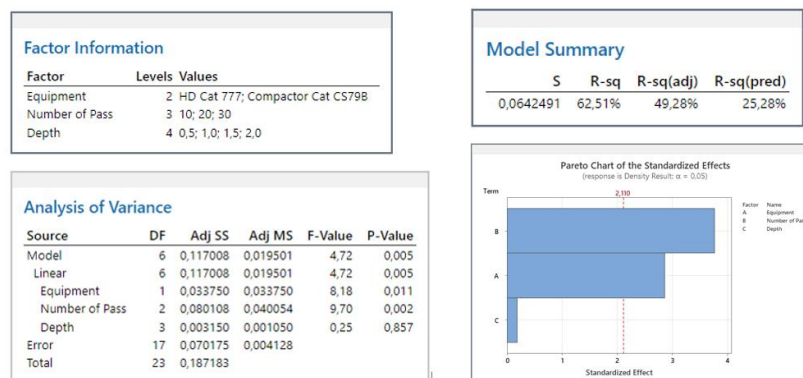 Factor Information
Factor Levels Values
Equipment 2 HD Cat 777; Compactor Cat CS79B
Number of Pass 3 10; 20; 30
Depth 4 0,5; 1,0; 1,5; 2,0
Model Summary
S R-sq R-sq(adj) R-sq(pred)
0,0642491 62,51% 49,28% 25,28%
Analysis of Variance
Source DF Adj SS Adj MS F-Value P-Value
Model 6 0,117008 0,019501 4,72 0,005
Linear 6 0,117008 0,019501 4,72 0,005
Equipment 1 0,033750 0,033750 8,18 0,011
Number of Pass 2 0,080108 0,040054 9,70 0,002
Depth 3 0,003150 0,001050 0,25 0,857
Error 17 0,070175 0,004128
Total 23 0,187183
Pareto Chart of the Standardized Effects
(response is Density Result; α = 0.05)
Term
2,110
Factor Name
A Equipment
B Number of Pas
C Depth
B
A
C
0 1 2 3 4
Standardized Effect